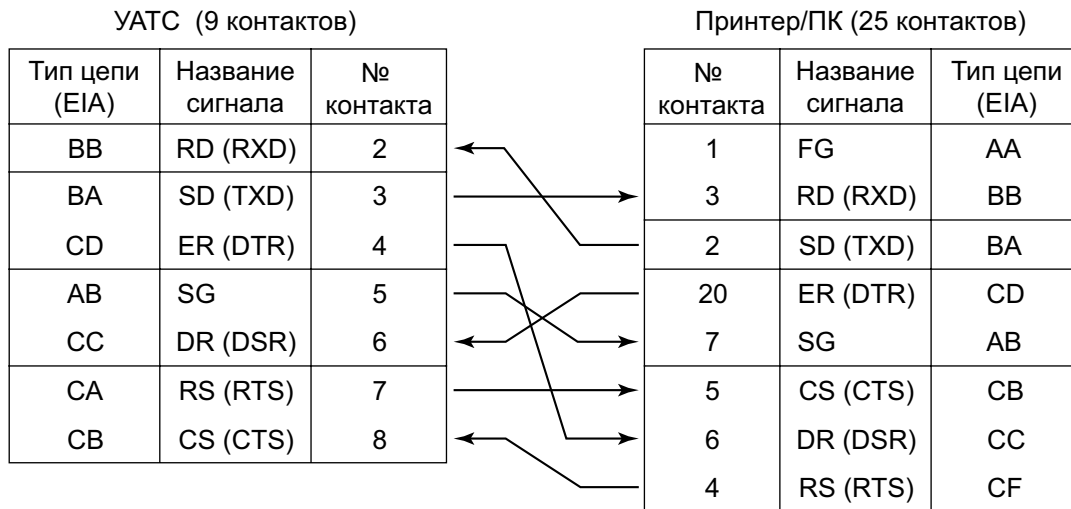 УАТС (9 контактов)
Тип цепи (EIA) Название сигнала № контакта
BB RD (RXD) 2
BA SD (TXD) 3
CD ER (DTR) 4
AB SG 5
CC DR (DSR) 6
CA RS (RTS) 7
CB CS (CTS) 8
Принтер/ПК (25 контактов)
№ контакта Название сигнала Тип цепи (EIA)
1 FG AA
3 RD (RXD) BB
2 SD (TXD) BA
20 ER (DTR) CD
7 SG AB
5 CS (CTS) CB
6 DR (DSR) CC
4 RS (RTS) CF